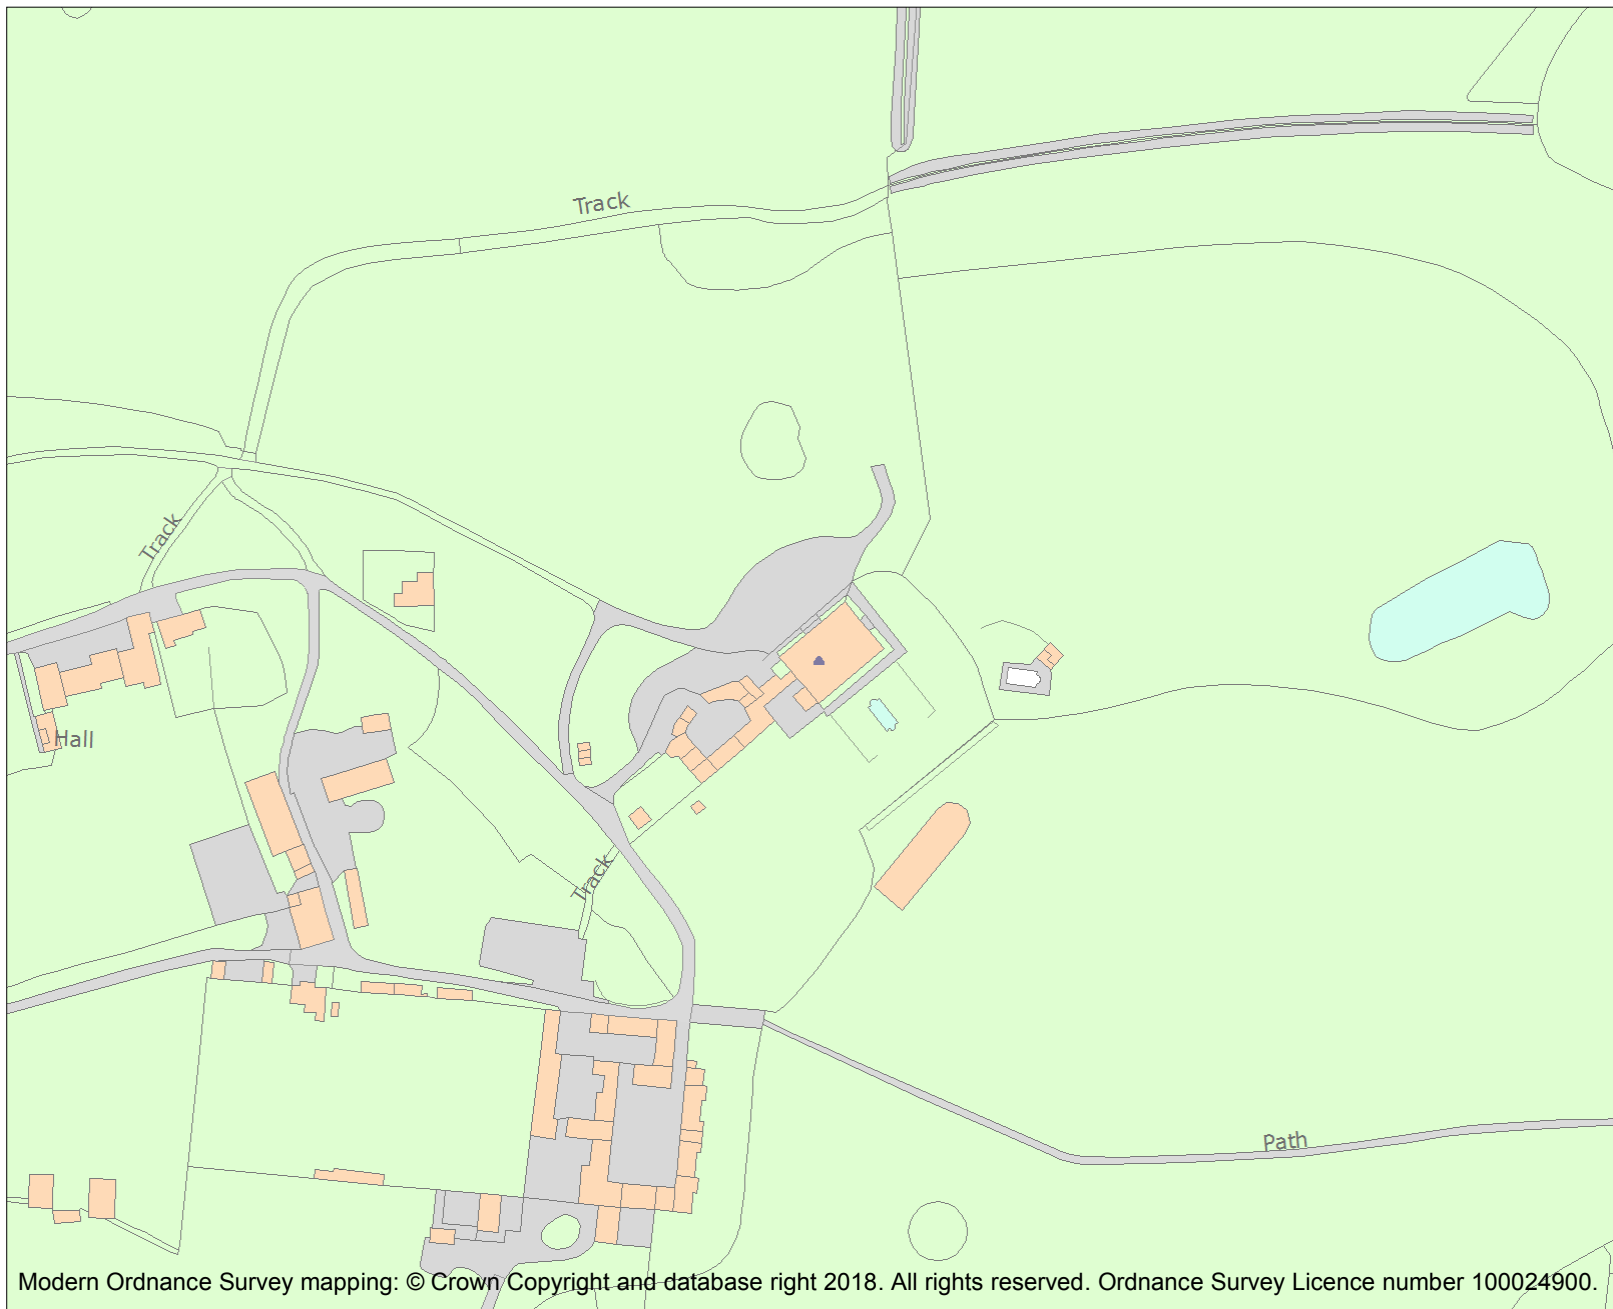 Track
Track
Hall
Track
Path
Modern Ordnance Survey mapping: © Crown Copyright and database right 2018. All rights reserved. Ordnance Survey Licence number 100024900.